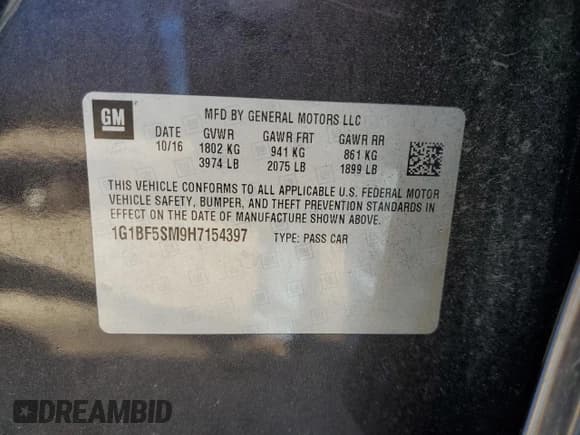 GM
MFD BY GENERAL MOTORS LLC
DATE GVWR GAWR FRT GAWR RR
10/16 1802 KG 941 KG 861 KG
3974 LB 2075 LB 1899 LB
THIS VEHICLE CONFORMS TO ALL APPLICABLE U.S. FEDERAL MOTOR
VEHICLE SAFETY, BUMPER, AND THEFT PREVENTION STANDARDS IN
EFFECT ON THE DATE OF MANUFACTURE SHOWN ABOVE.
1G1BF5SM9H7154397 TYPE: PASS CAR
DREAMBID